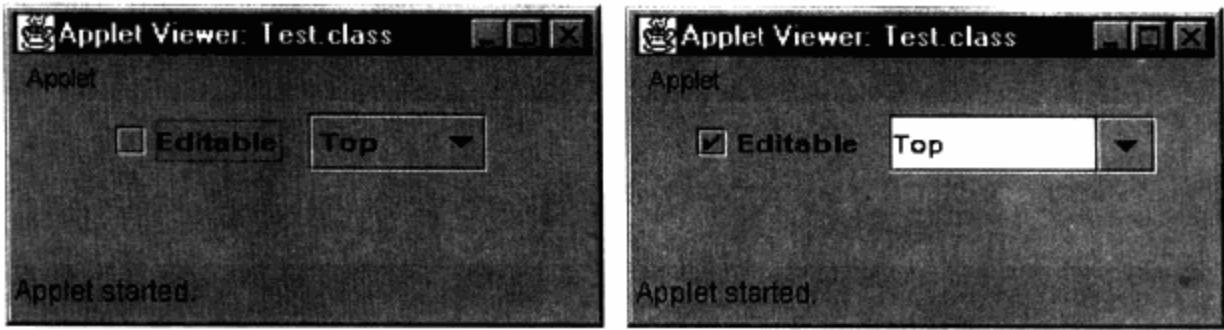 Applet Viewer: Test.class
Applet
Editable
Top
Applet started.
Applet Viewer: Test.class
Applet
Editable
Top
Applet started.